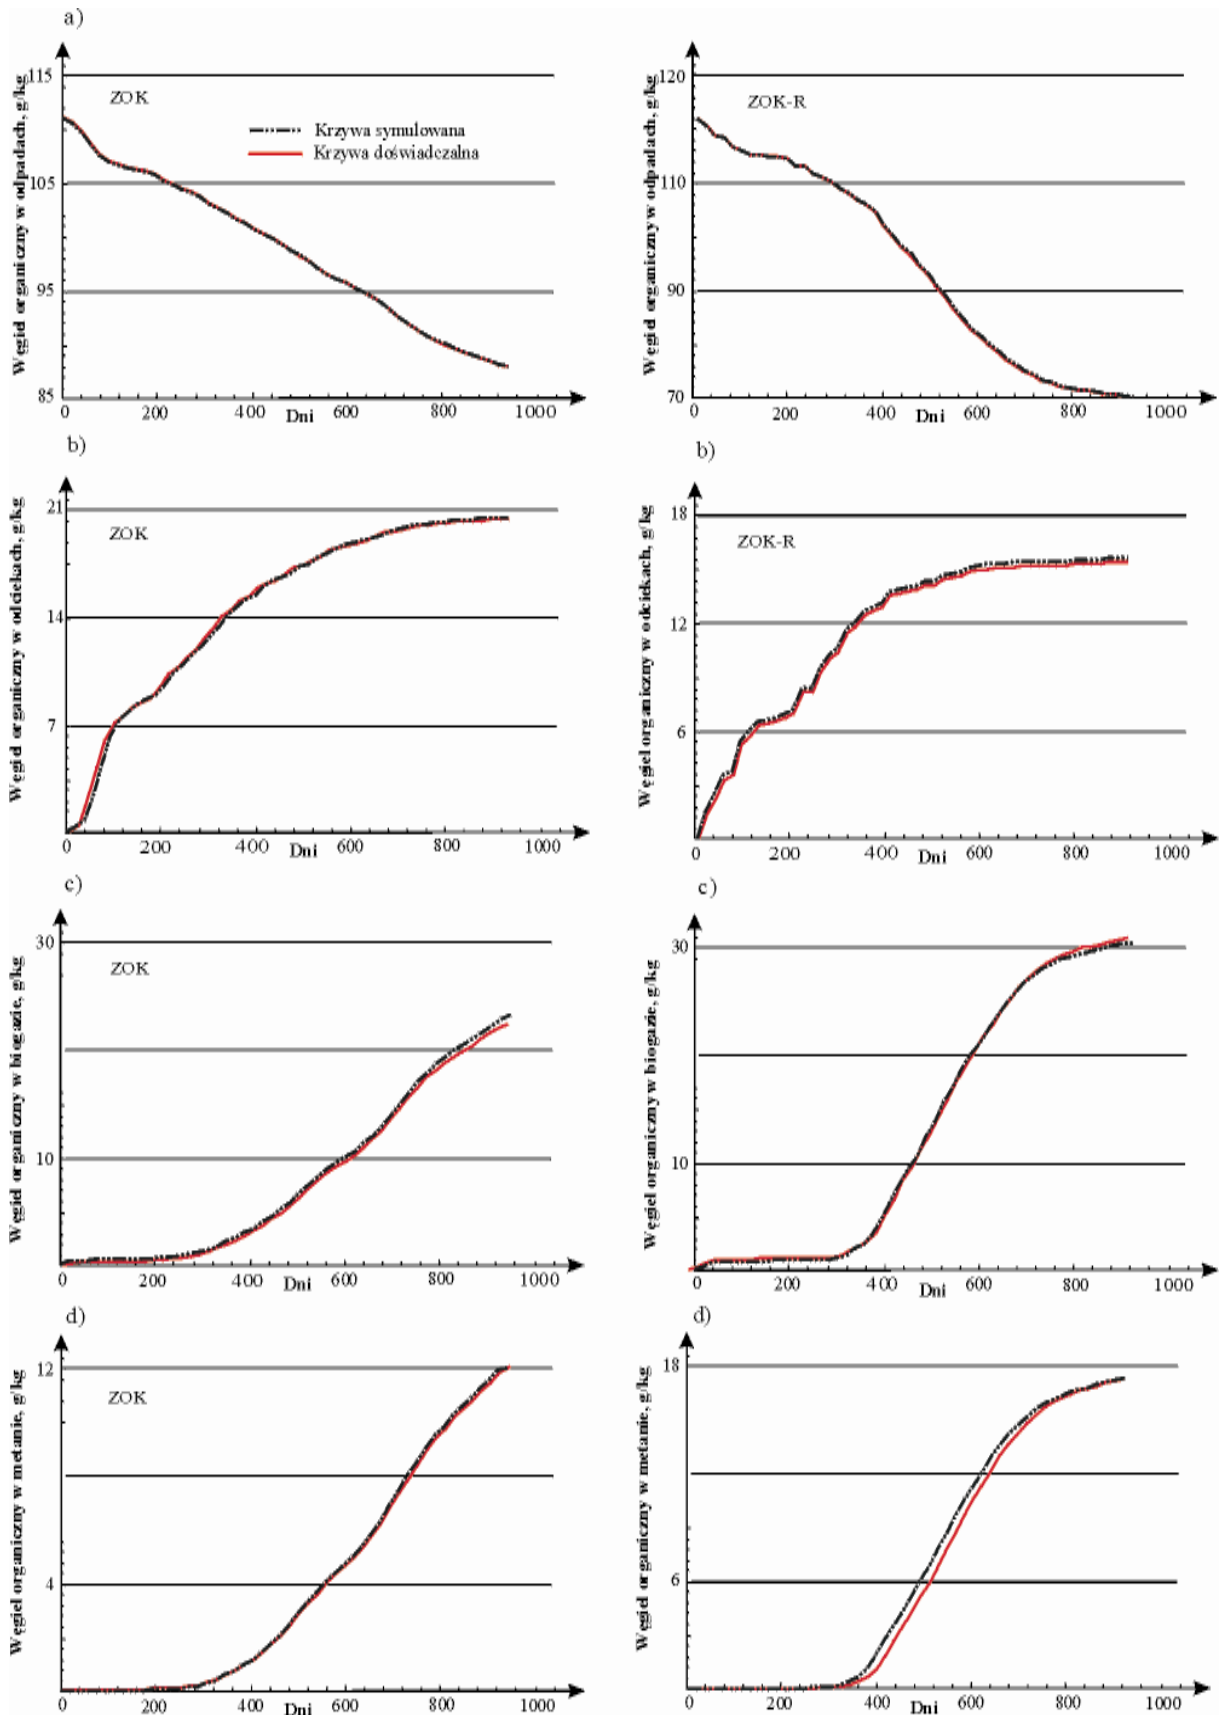 a)
Węgid organiczny w odpadach, g/kg
115
105
95
85
ZOK
Krzywa symulowana
Krzywa doświadczalna
0 200 400 600 800 1000
Dni
Węgid organiczny w odpadach, g/kg
120
110
90
70
ZOK-R
0 200 400 600 800 1000
Dni
b)
Węgid organiczny w odciekach, g/kg
21
14
7
ZOK
0 200 400 600 800 1000
Dni
b)
Węgiel organiczny w odciekach, g/kg
18
12
6
ZOK-R
0 200 400 600 800 1000
Dni
c)
Węgid organiczny w biogazie, g/kg
30
10
ZOK
0 200 400 600 800 1000
Dni
c)
Węgiel organiczny w biogazie, g/kg
30
10
0 200 400 600 800 1000
Dni
d)
Węgiel organiczny w metanie, g/kg
12
4
ZOK
0 200 400 600 800 1000
Dni
d)
Węgid organiczny w metanie, g/kg
18
6
0 200 400 600 800 1000
Dni